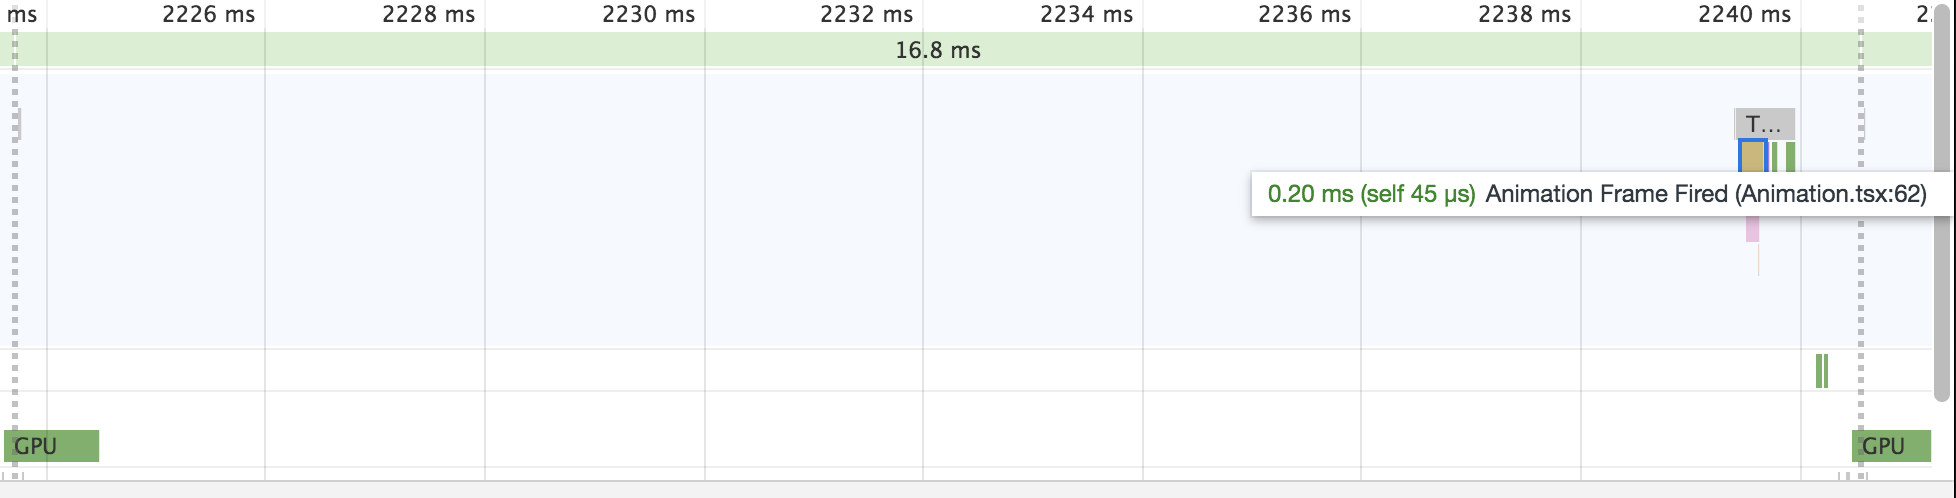 ms 2226 ms 2228 ms 2230 ms 2232 ms 2234 ms 2236 ms 2238 ms 2240 ms
16.8 ms
T...
0.20 ms (self 45 μs) Animation Frame Fired (Animation.tsx:62)
GPU GPU